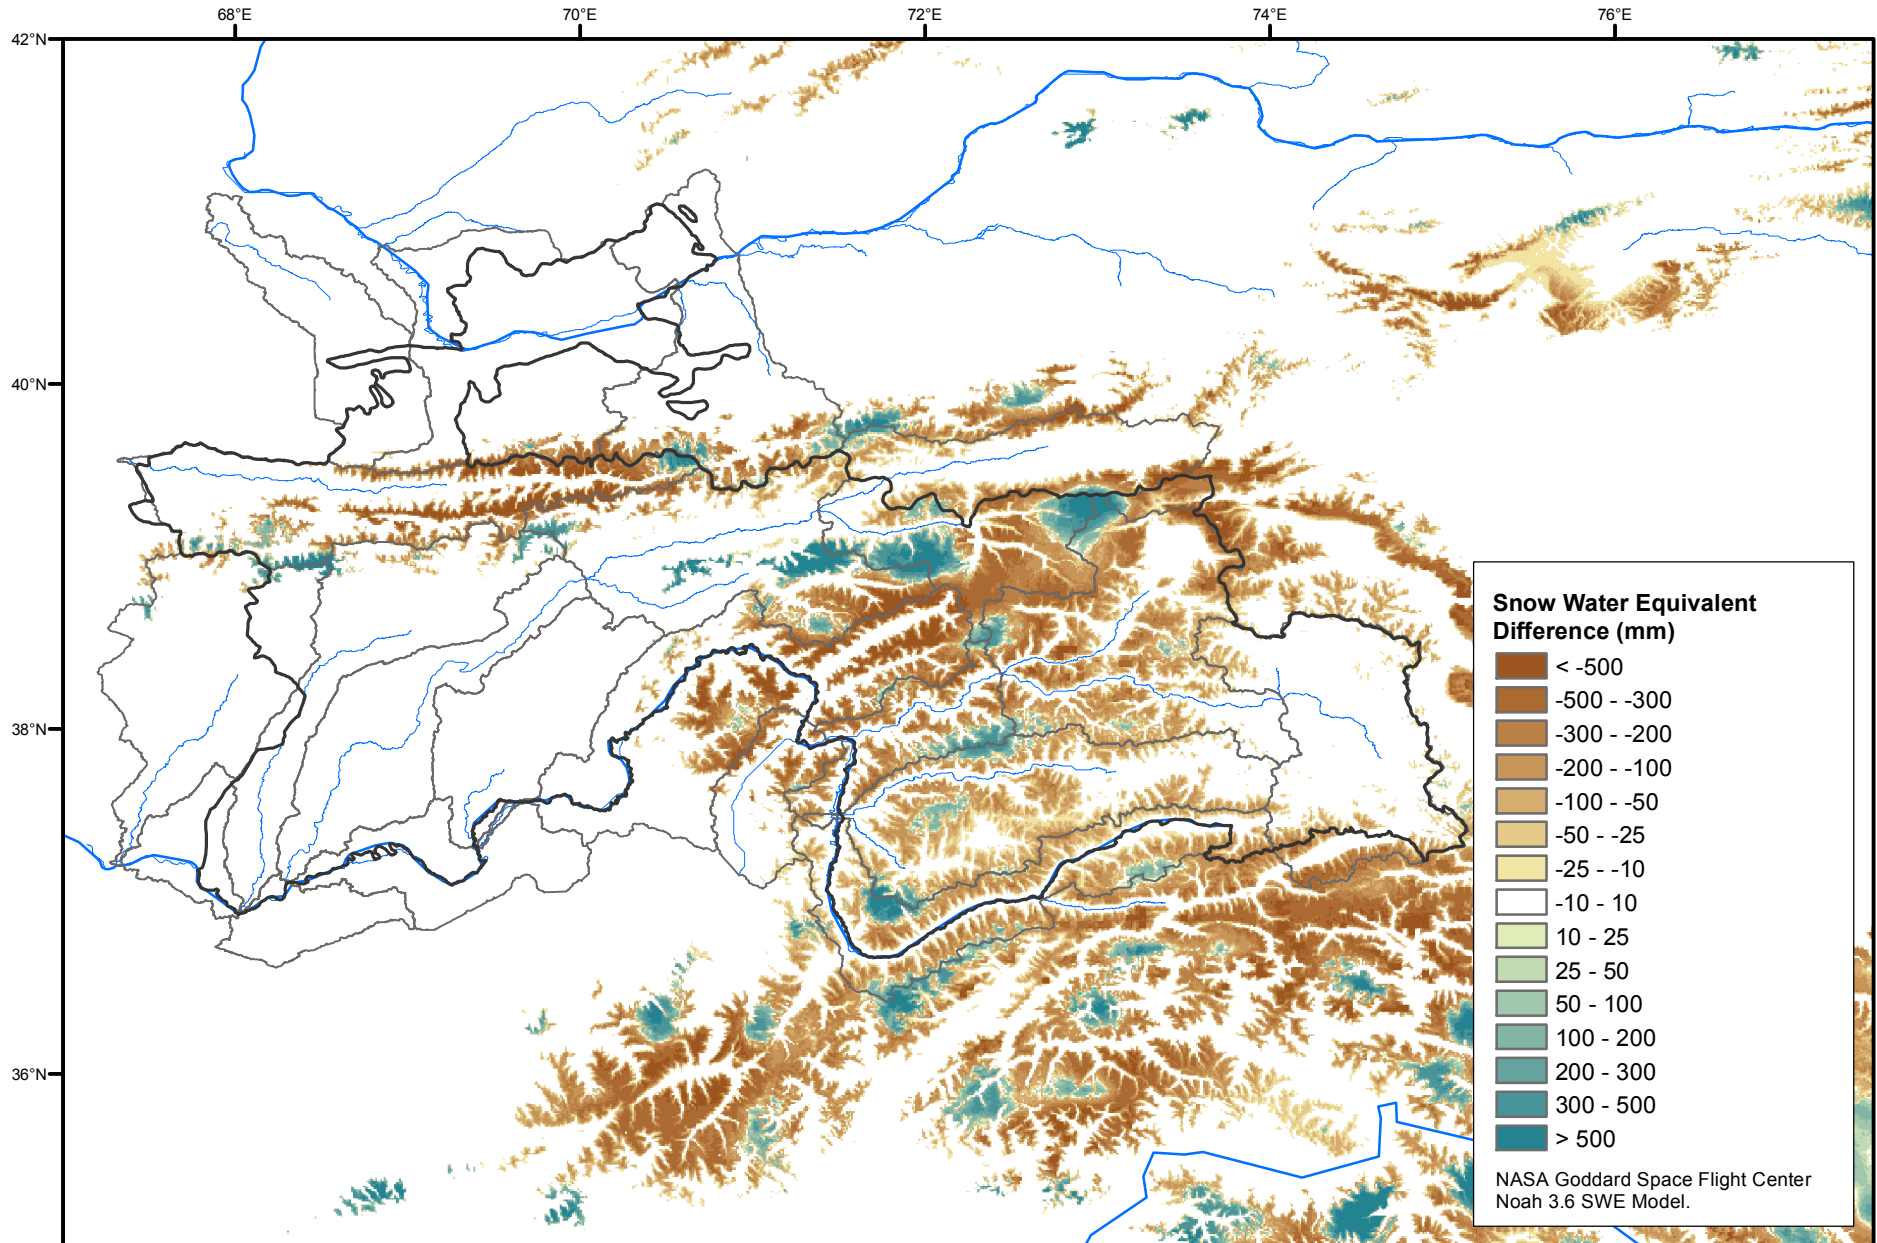 68°E
70°E
72°E
74°E
76°E
42°N
40°N
38°N
36°N
Snow Water Equivalent
Difference (mm)
< -500
-500 - -300
-300 - -200
-200 - -100
-100 - -50
-50 - -25
-25 - -10
-10 - 10
10 - 25
25 - 50
50 - 100
100 - 200
200 - 300
300 - 500
> 500
NASA Goddard Space Flight Center
Noah 3.6 SWE Model.